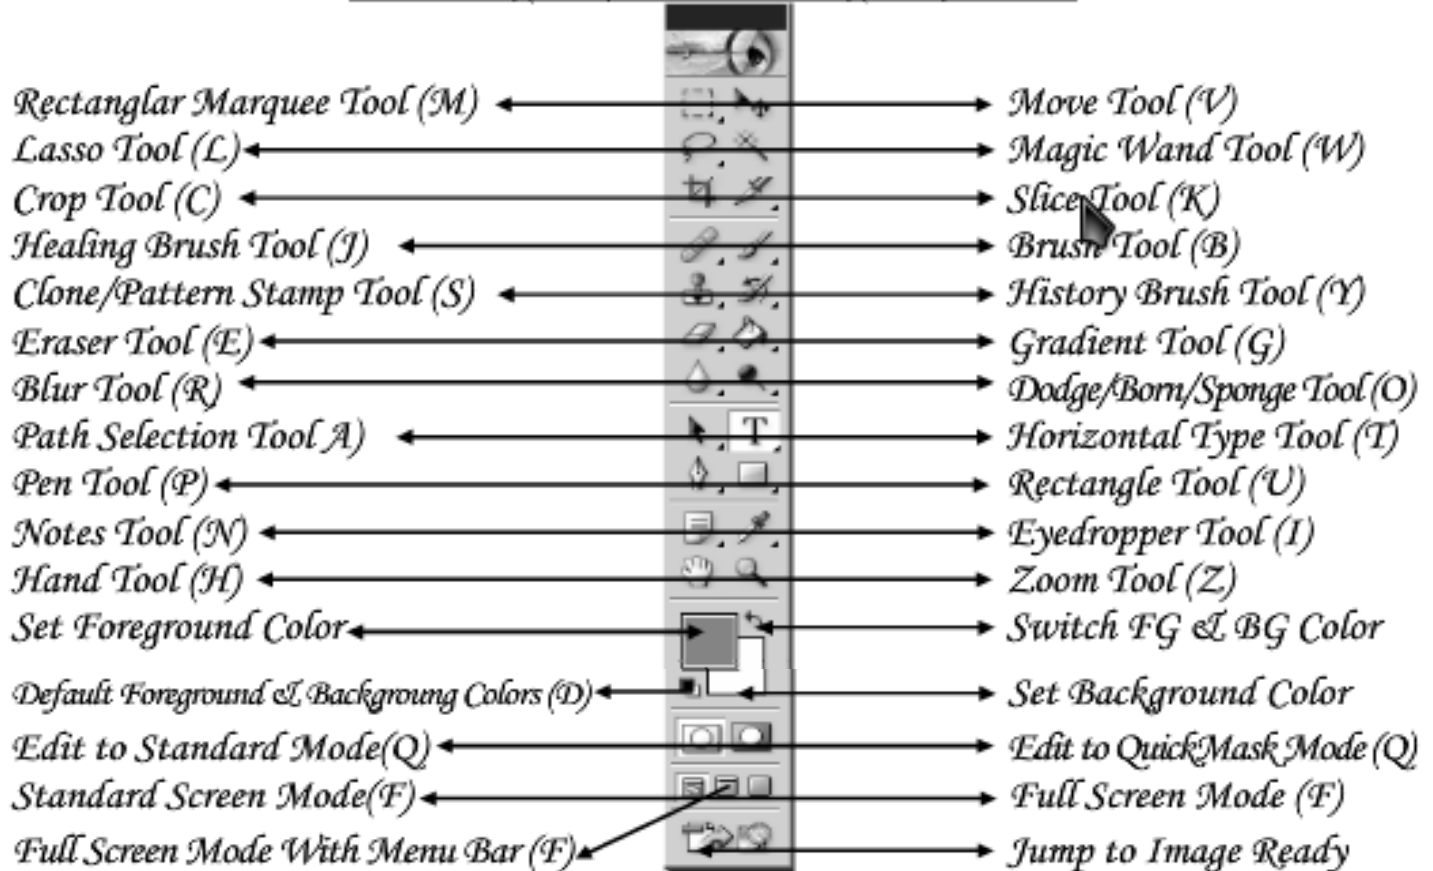 Rectanglar Marquee Tool (M) Move Tool (V)
Lasso Tool (L) Magic Wand Tool (W)
Crop Tool (C) Slice Tool (K)
Healing Brush Tool (J) Brush Tool (B)
Clone/Pattern Stamp Tool (S) History Brush Tool (Y)
Eraser Tool (E) Gradient Tool (G)
Blur Tool (R) Dodge/Born/Sponge Tool (O)
Path Selection Tool A) Horizontal Type Tool (T)
T
Pen Tool (P) Rectangle Tool (U)
Notes Tool (N) Eyedropper Tool (I)
Hand Tool (H) Zoom Tool (Z)
Set Foreground Color Switch FG & BG Color
Default Foreground & Backgroung Colors (D) Set Background Color
Edit to Standard Mode(Q) Edit to QuickMask Mode (Q)
Standard Screen Mode(F) Full Screen Mode (F)
Full Screen Mode With Menu Bar (F) Jump to Image Ready